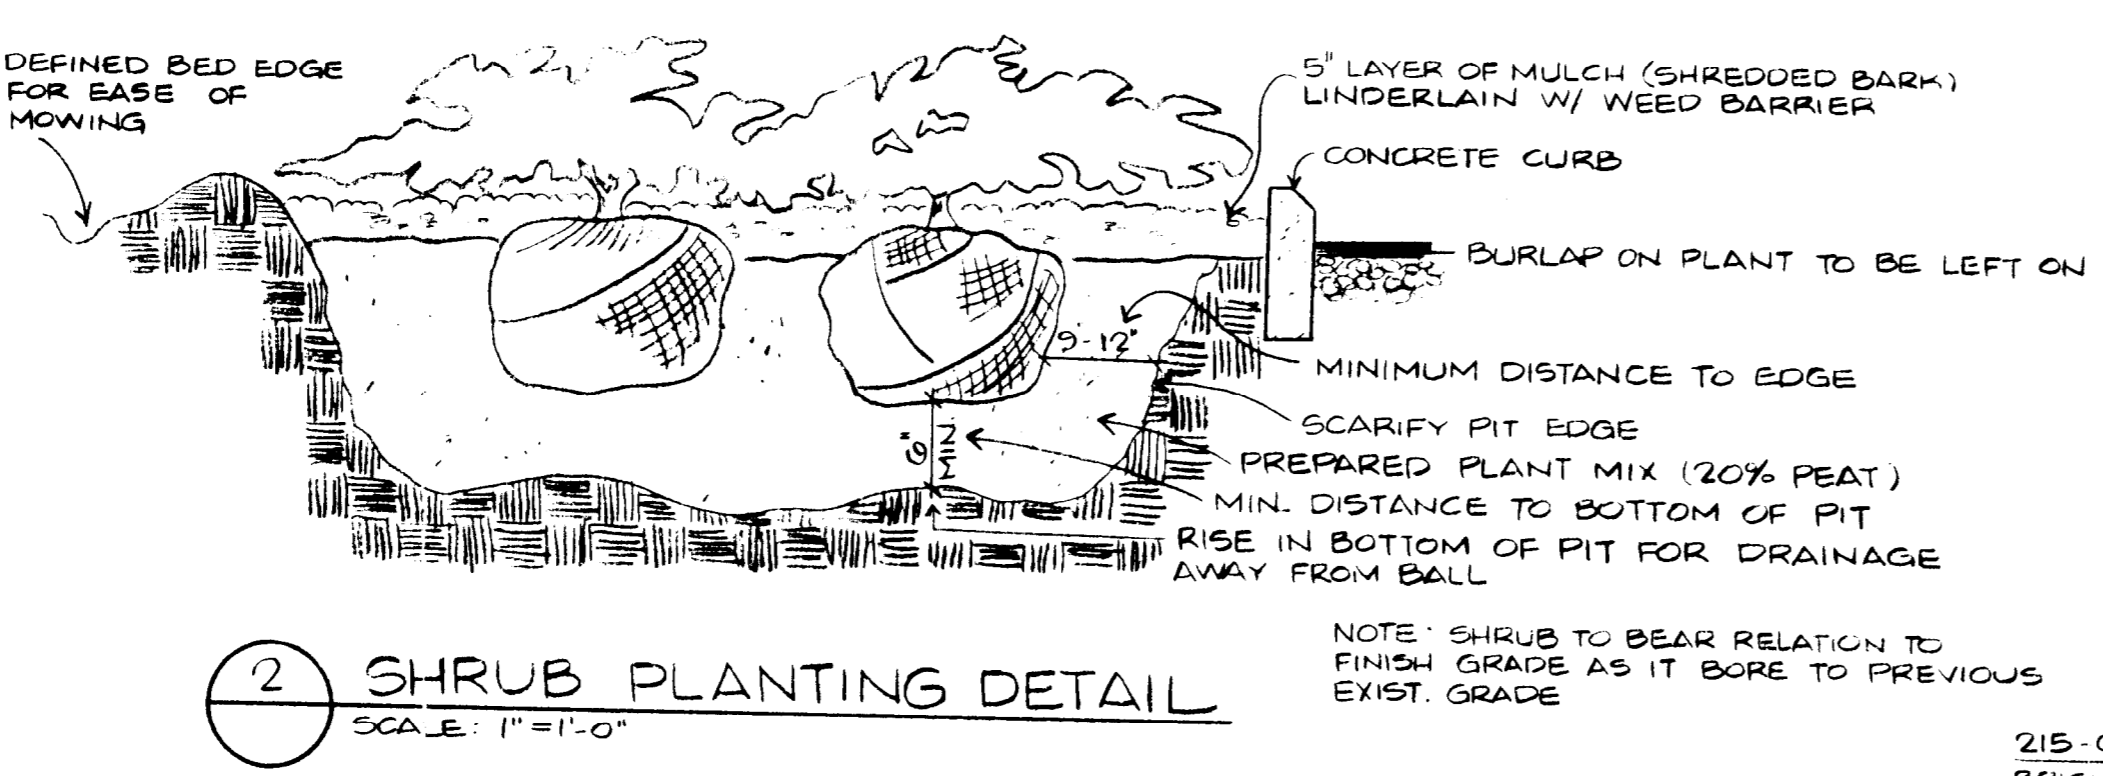 DEFINED BED EDGE
FOR EASE OF
MOWING
5" LAYER OF MULCH (SHREDDED BARK)
LINDERLAIN W/ WEED BARRIER
CONCRETE CURB
BURLAP ON PLANT TO BE LEFT ON
9"-12"
MINIMUM DISTANCE TO EDGE
SCARIFY PIT EDGE
6" MIN
PREPARED PLANT MIX (20% PEAT)
MIN. DISTANCE TO BOTTOM OF PIT
RISE IN BOTTOM OF PIT FOR DRAINAGE
AWAY FROM BALL
2 SHRUB PLANTING DETAIL
SCALE: 1"=1'-0"
NOTE: SHRUB TO BEAR RELATION TO
FINISH GRADE AS IT BORE TO PREVIOUS
EXIST. GRADE
215-